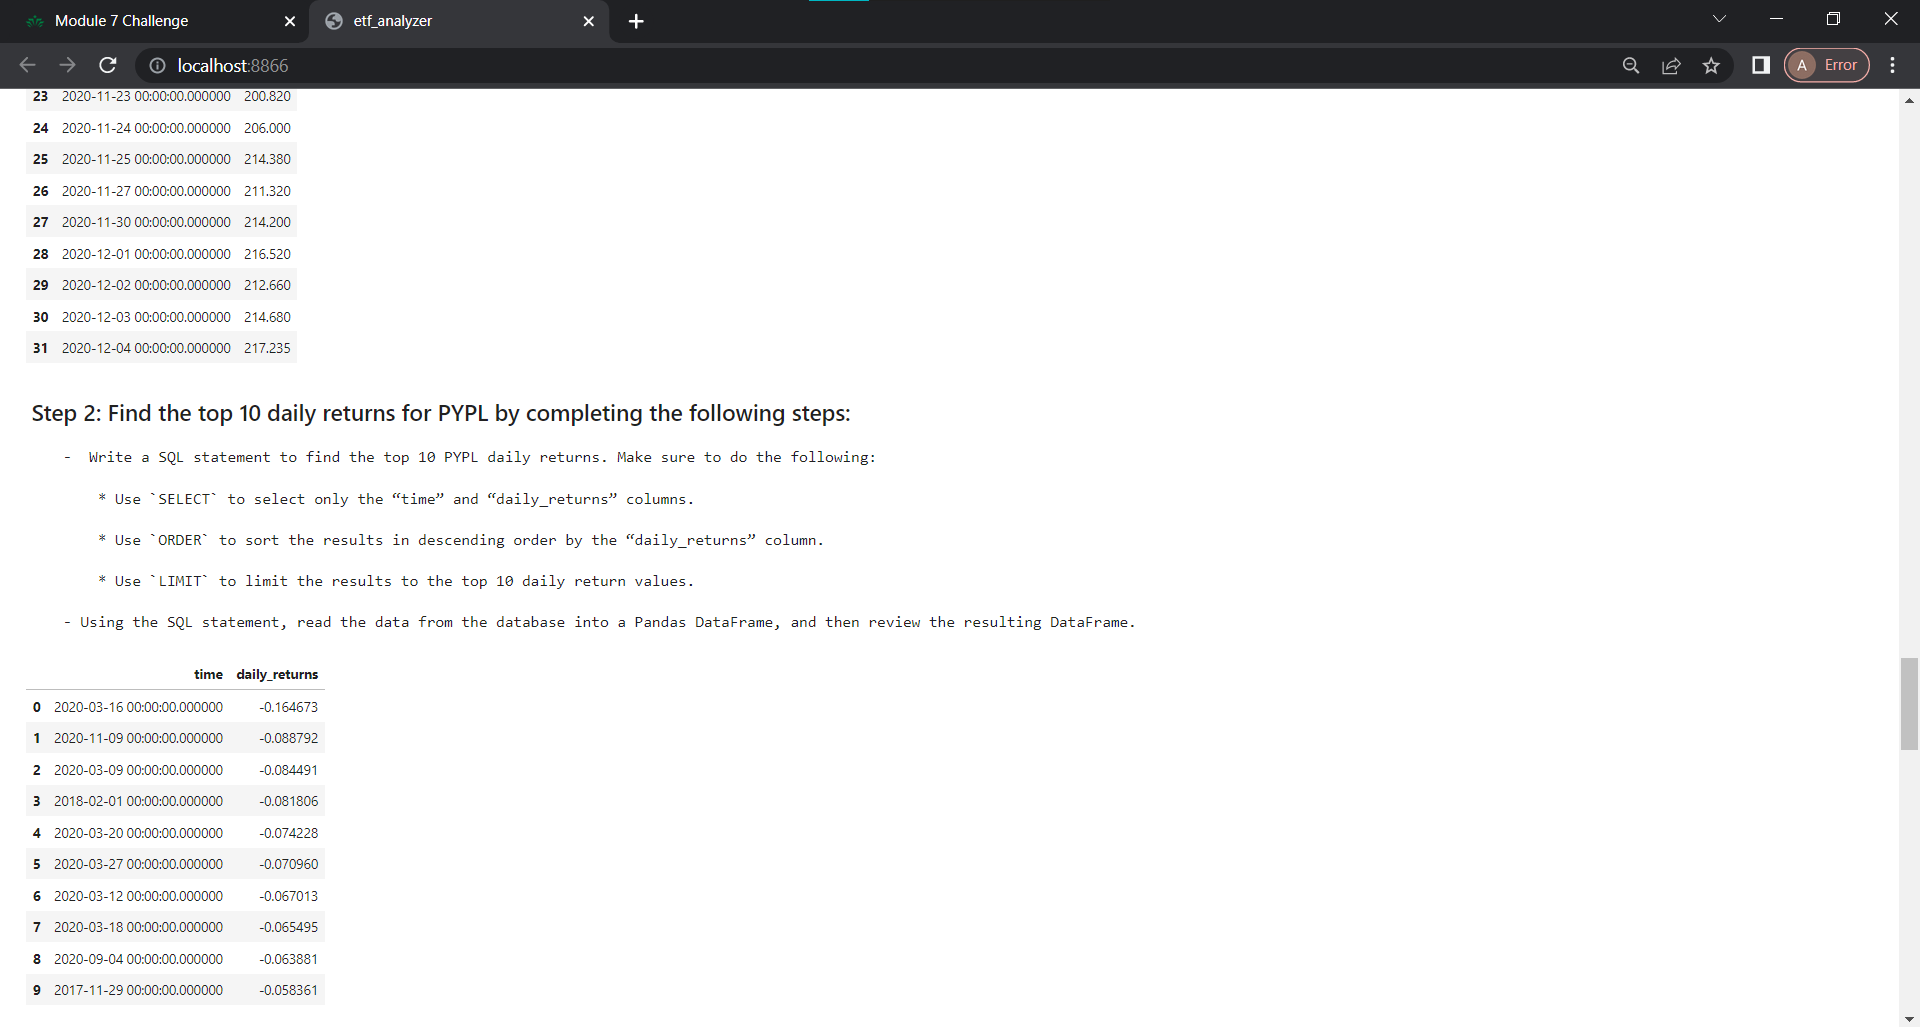 Module 7 Challenge
etf_analyzer
localhost:8866
A Error
23 2020-11-23 00:00:00.000000 200.820
24 2020-11-24 00:00:00.000000 206.000
25 2020-11-25 00:00:00.000000 214.380
26 2020-11-27 00:00:00.000000 211.320
27 2020-11-30 00:00:00.000000 214.200
28 2020-12-01 00:00:00.000000 216.520
29 2020-12-02 00:00:00.000000 212.660
30 2020-12-03 00:00:00.000000 214.680
31 2020-12-04 00:00:00.000000 217.235
Step 2: Find the top 10 daily returns for PYPL by completing the following steps:
- Write a SQL statement to find the top 10 PYPL daily returns. Make sure to do the following:
* Use `SELECT` to select only the “time” and “daily_returns” columns.
* Use `ORDER` to sort the results in descending order by the “daily_returns” column.
* Use `LIMIT` to limit the results to the top 10 daily return values.
- Using the SQL statement, read the data from the database into a Pandas DataFrame, and then review the resulting DataFrame.
time daily_returns
0 2020-03-16 00:00:00.000000 -0.164673
1 2020-11-09 00:00:00.000000 -0.088792
2 2020-03-09 00:00:00.000000 -0.084491
3 2018-02-01 00:00:00.000000 -0.081806
4 2020-03-20 00:00:00.000000 -0.074228
5 2020-03-27 00:00:00.000000 -0.070960
6 2020-03-12 00:00:00.000000 -0.067013
7 2020-03-18 00:00:00.000000 -0.065495
8 2020-09-04 00:00:00.000000 -0.063881
9 2017-11-29 00:00:00.000000 -0.058361